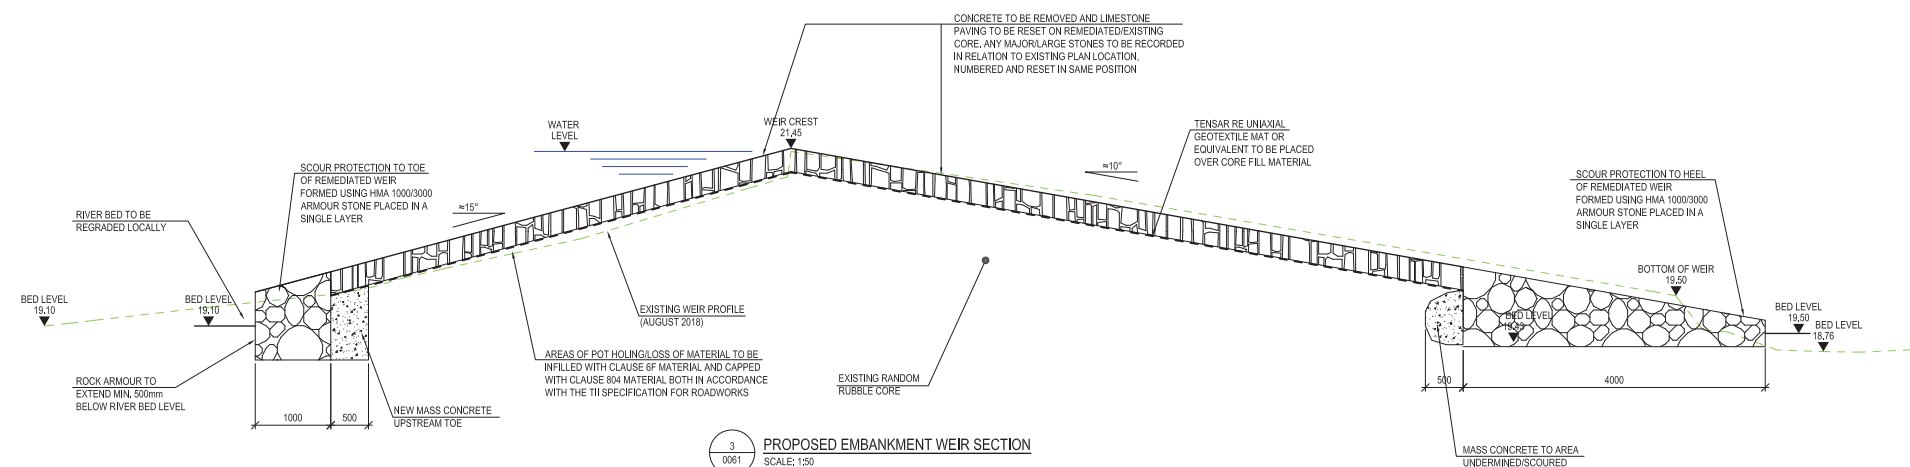 CONCRETE TO BE REMOVED AND LIMESTONE
PAVING TO BE RESET ON REMEDIATED/EXISTING
CORE. ANY MAJOR/LARGE STONES TO BE RECORDED
IN RELATION TO EXISTING PLAN LOCATION,
NUMBERED AND RESET IN SAME POSITION
WATER
LEVEL
WEIR CREST
21.45
TENSAR RE UNIAXIAL
GEOTEXTILE MAT OR
EQUIVALENT TO BE PLACED
OVER CORE FILL MATERIAL
SCOUR PROTECTION TO TOE
OF REMEDIATED WEIR
FORMED USING HMA 1000/3000
ARMOUR STONE PLACED IN A
SINGLE LAYER
≈10°
SCOUR PROTECTION TO HEEL
OF REMEDIATED WEIR
FORMED USING HMA 1000/3000
ARMOUR STONE PLACED IN A
SINGLE LAYER
≈15°
RIVER BED TO BE
REGRADED LOCALLY
BED LEVEL
19.10
BED LEVEL
19.10
EXISTING WEIR PROFILE
(AUGUST 2018)
BOTTOM OF WEIR
19.50
BED LEVEL
19.50
BED LEVEL
18.76
BED LEVEL
AREAS OF POT HOLING/LOSS OF MATERIAL TO BE
INFILLED WITH CLAUSE 6F MATERIAL AND CAPPED
WITH CLAUSE 804 MATERIAL BOTH IN ACCORDANCE
WITH THE TII SPECIFICATION FOR ROADWORKS
ROCK ARMOUR TO
EXTEND MIN. 500mm
BELOW RIVER BED LEVEL
EXISTING RANDOM
RUBBLE CORE
500
4000
1000
500
NEW MASS CONCRETE
UPSTREAM TOE
3
0061
PROPOSED EMBANKMENT WEIR SECTION
SCALE: 1:50
MASS CONCRETE TO AREA
UNDERMINED/SCOURED